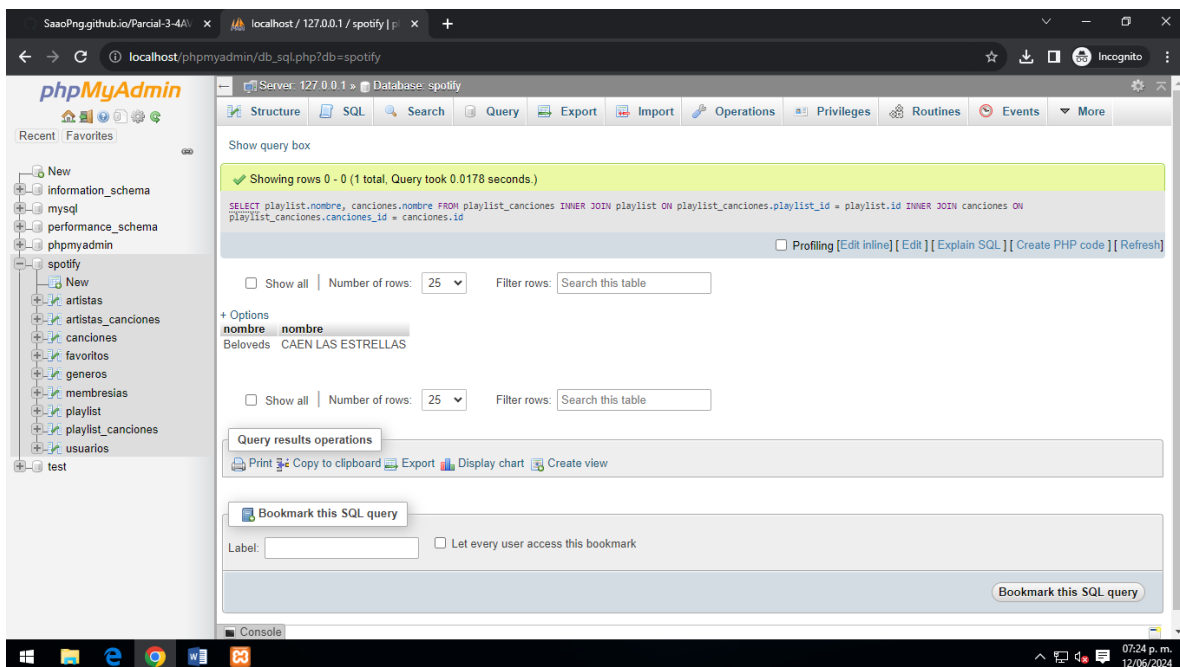 SaaoPng.github.io/Parcial-3-4AV
localhost / 127.0.0.1 / spotify | p
localhost/phpmyadmin/db_sql.php?db=spotify
Incognito
phpMyAdmin
Recent Favorites
New
information_schema
mysql
performance_schema
phpmyadmin
spotify
New
artistas
artistas_canciones
canciones
favoritos
generos
membresias
playlist
playlist_canciones
usuarios
test
Server: 127.0.0.1 » Database: spotify
Structure SQL Search Query Export Import Operations Privileges Routines Events More
Show query box
Showing rows 0 - 0 (1 total, Query took 0.0178 seconds.)
SELECT playlist.nombre, canciones.nombre FROM playlist_canciones INNER JOIN playlist ON playlist_canciones.playlist_id = playlist.id INNER JOIN canciones ON
playlist_canciones.canciones_id = canciones.id
Profiling [Edit inline] [ Edit ] [ Explain SQL ] [ Create PHP code ] [ Refresh]
Show all | Number of rows: 25 Filter rows: Search this table
+ Options
nombre nombre
Beloveds CAEN LAS ESTRELLAS
Show all | Number of rows: 25 Filter rows: Search this table
Query results operations
Print Copy to clipboard Export Display chart Create view
Bookmark this SQL query
Label: Let every user access this bookmark
Bookmark this SQL query
Console
07:24 p. m.
12/06/2024